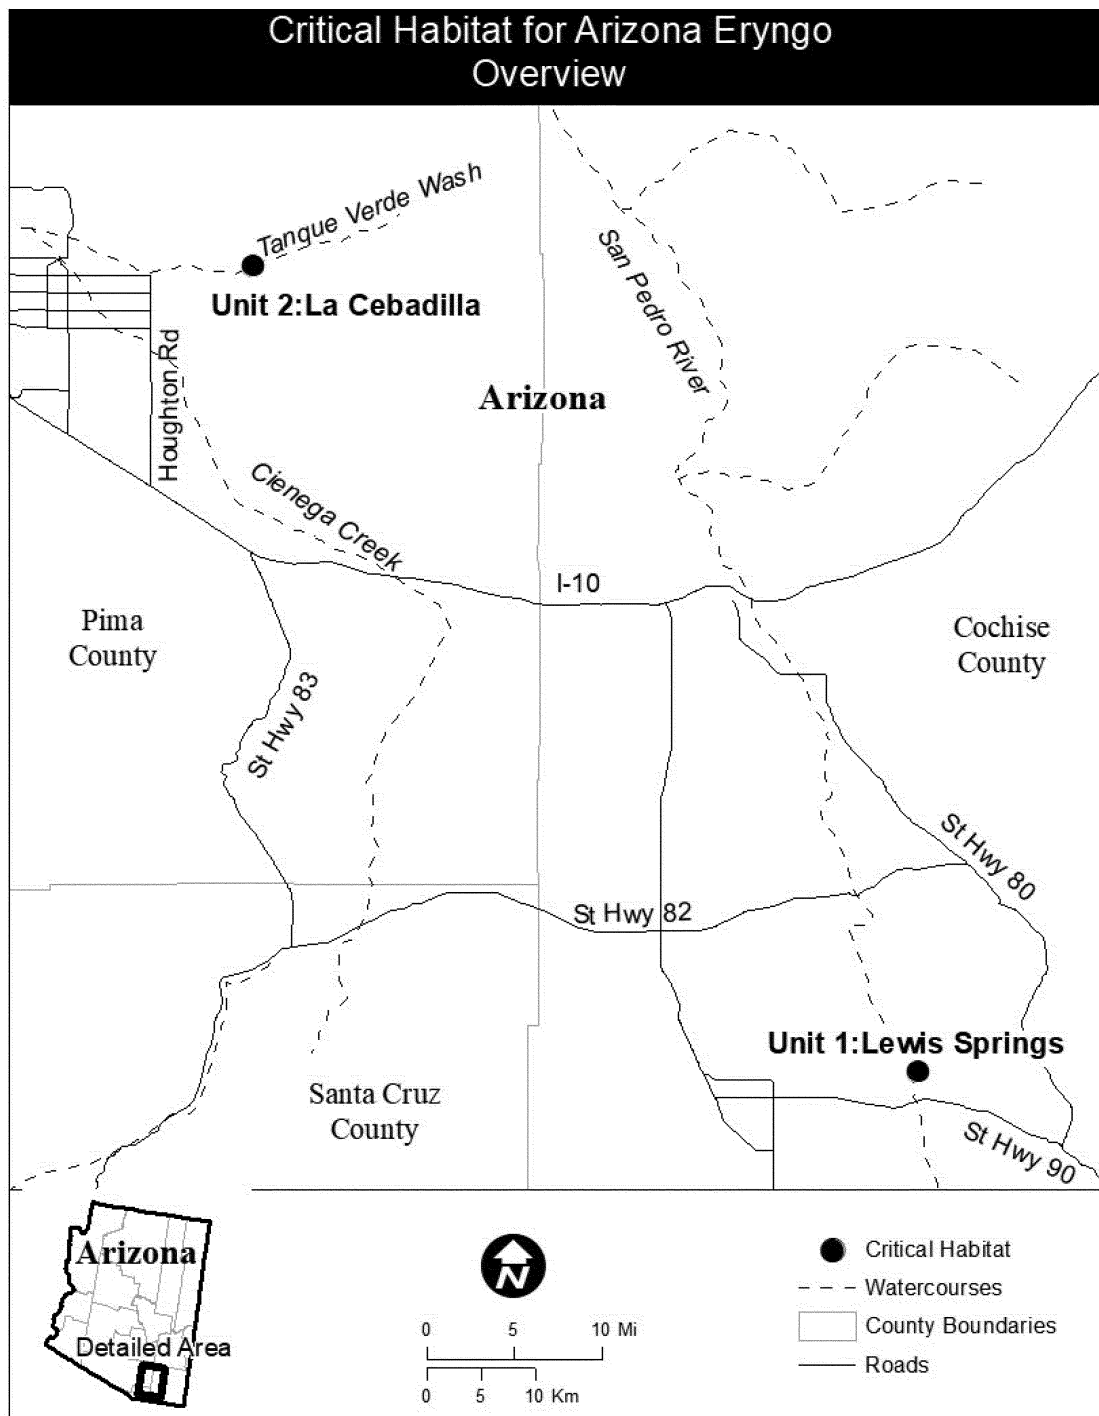 Critical Habitat for Arizona Eryngo
Overview
Tanque Verde Wash
San Pedro River
Unit 2:La Cebadilla
Houghton Rd
Arizona
Cienega Creek
I-10
Pima
County
Cochise
County
St Hwy 83
St Hwy 80
St Hwy 82
Unit 1:Lewis Springs
Santa Cruz
County
St Hwy 90
Arizona
Detailed Area
N
0 5 10 Mi
0 5 10 Km
Critical Habitat
Watercourses
County Boundaries
Roads